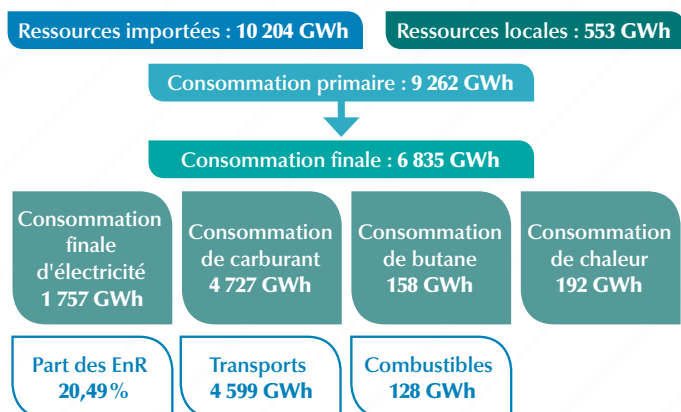 Ressources importées : 10 204 GWh
Ressources locales : 553 GWh
Consommation primaire : 9 262 GWh
Consommation finale : 6 835 GWh
Consommation
finale
d'électricité
1 757 GWh
Consommation
de carburant
4 727 GWh
Consommation
de butane
158 GWh
Consommation
de chaleur
192 GWh
Part des EnR
20,49%
Transports
4 599 GWh
Combustibles
128 GWh